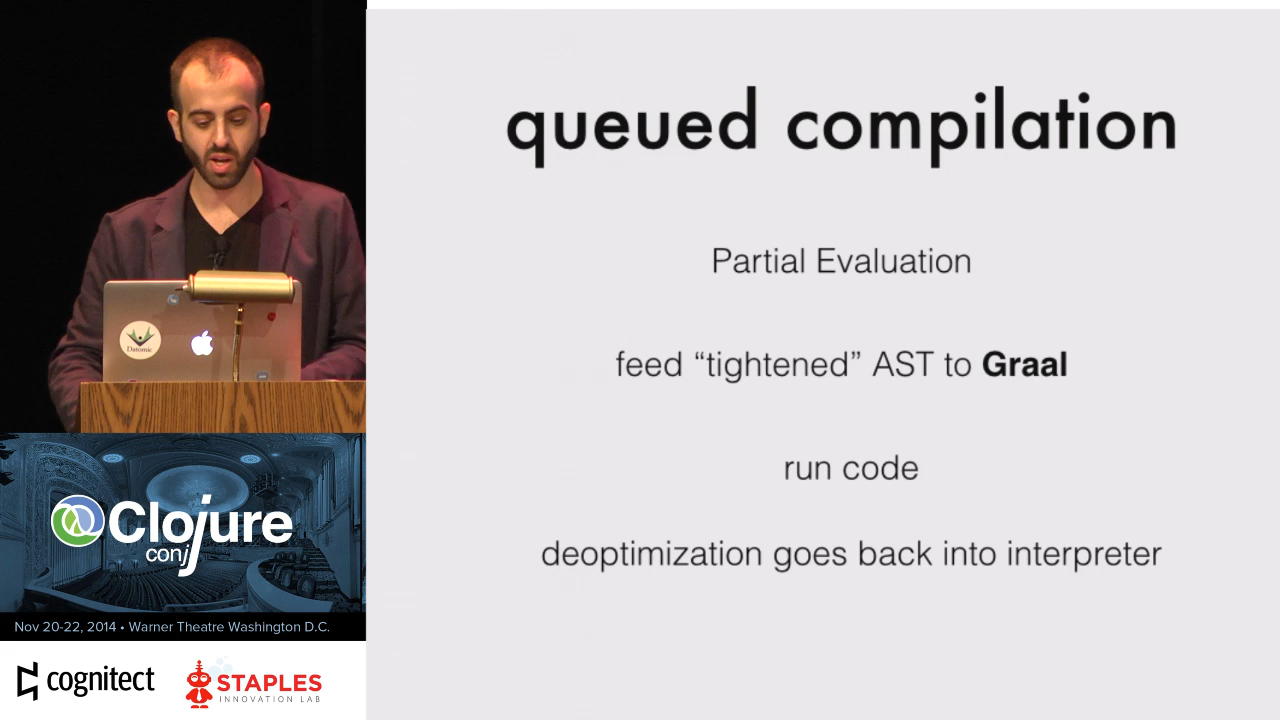 queued compilation
Partial Evaluation
feed “tightened” AST to Graal
run code
deoptimization goes back into interpreter
Datomic
Clojure
conj
Nov 20-22, 2014 • Warner Theatre Washington D.C.
cognitect
STAPLES
INNOVATION LAB